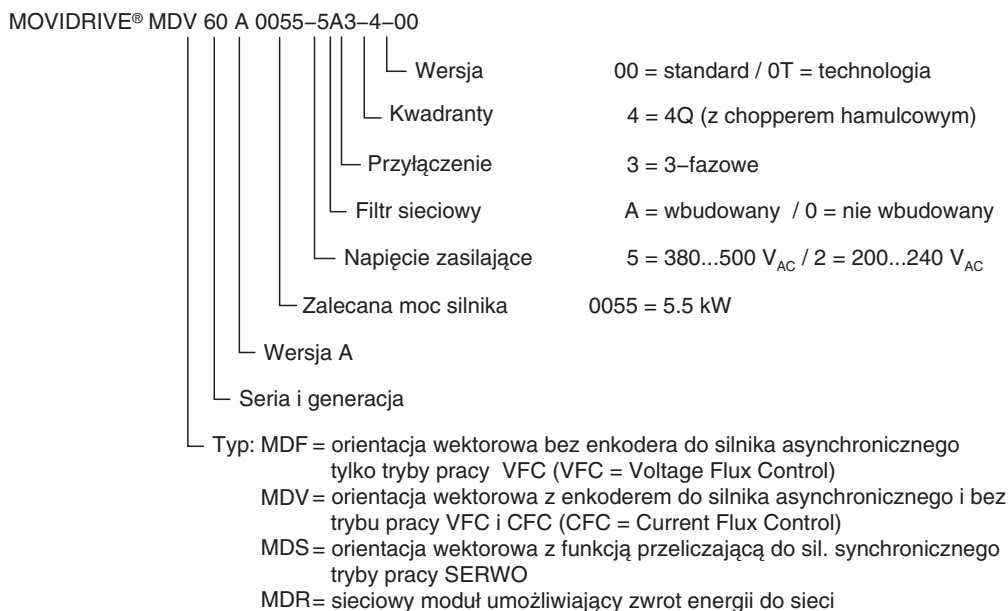 MOVIDRIVE® MDV 60 A 0055–5A3–4–00
Wersja 00 = standard / 0T = technologia
Kwadranty 4 = 4Q (z chopperem hamulcowym)
Przyłączenie 3 = 3–fazowe
Filtr sieciowy A = wbudowany / 0 = nie wbudowany
Napięcie zasilające 5 = 380...500 VAC / 2 = 200...240 VAC
Zalecana moc silnika 0055 = 5.5 kW
Wersja A
Seria i generacja
Typ: MDF = orientacja wektorowa bez enkodera do silnika asynchronicznego
tylko tryby pracy VFC (VFC = Voltage Flux Control)
MDV = orientacja wektorowa z enkoderem do silnika asynchronicznego i bez
trybu pracy VFC i CFC (CFC = Current Flux Control)
MDS = orientacja wektorowa z funkcją przeliczającą do sil. synchronicznego
tryby pracy SERWO
MDR = sieciowy moduł umożliwiający zwrot energii do sieci